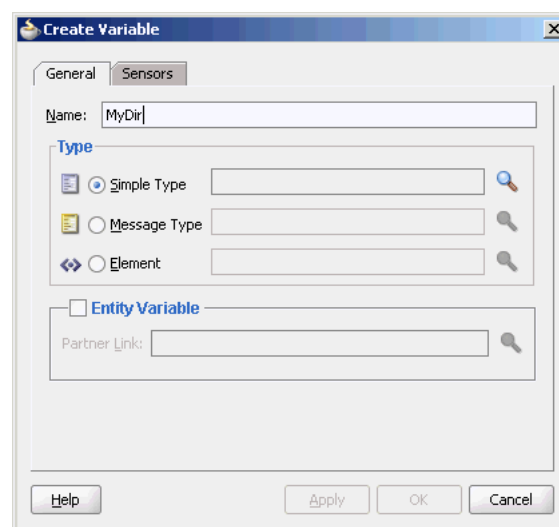 Create Variable
General Sensors
Name: MyDir
Type
Simple Type
Message Type
Element
Entity Variable
Partner Link:
Help Apply OK Cancel